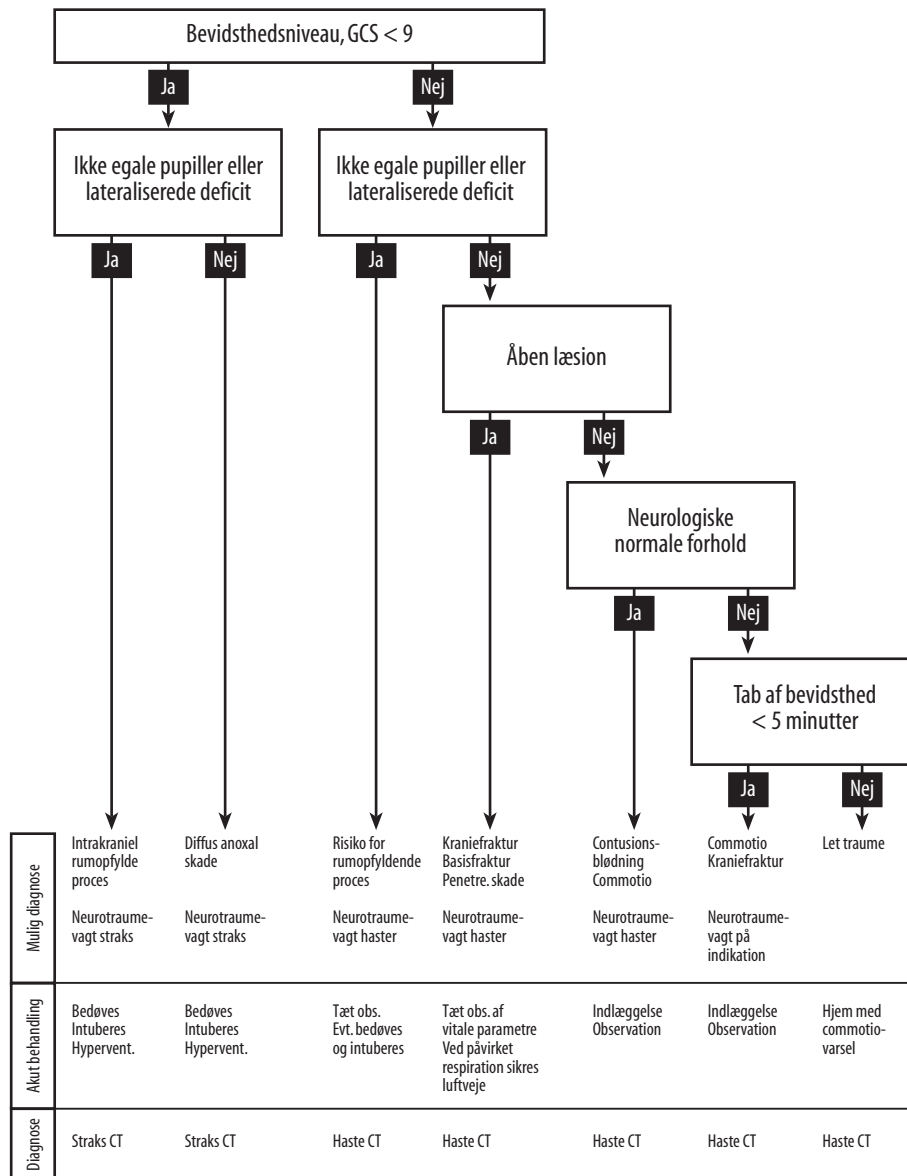 Bevidsthedsniveau, GCS < 9
Ja
Nej
Ikke egale pupiller eller
lateraliserede deficit
Ikke egale pupiller eller
lateraliserede deficit
Ja
Nej
Ja
Nej
Åben læsion
Ja
Nej
Neurologiske
normale forhold
Ja
Nej
Tab af bevidsthed
< 5 minutter
Ja
Nej
Mulig diagnose
Intrakraniel
rumopfylde
proces
Neurotraume-
vagt straks
Diffus anoxal
skade
Neurotraume-
vagt straks
Risiko for
rumopfyldende
proces
Neurotraume-
vagt haster
Kraniefraktur
Basisfraktur
Penetre. skade
Neurotraume-
vagt haster
Contusions-
blødning
Commotio
Neurotraume-
vagt haster
Commotio
Kraniefraktur
Neurotraume-
vagt på
indikation
Let traume
Akut behandling
Bedøves
Intuberes
Hypervent.
Bedøves
Intuberes
Hypervent.
Tæt obs.
Evt. bedøves
og intuberes
Tæt obs. af
vitale parametre
Ved påvirket
respiration sikres
luftveje
Indlæggelse
Observation
Indlæggelse
Observation
Hjem med
commotio-
varsel
Diagnose
Straks CT
Straks CT
Haste CT
Haste CT
Haste CT
Haste CT
Haste CT